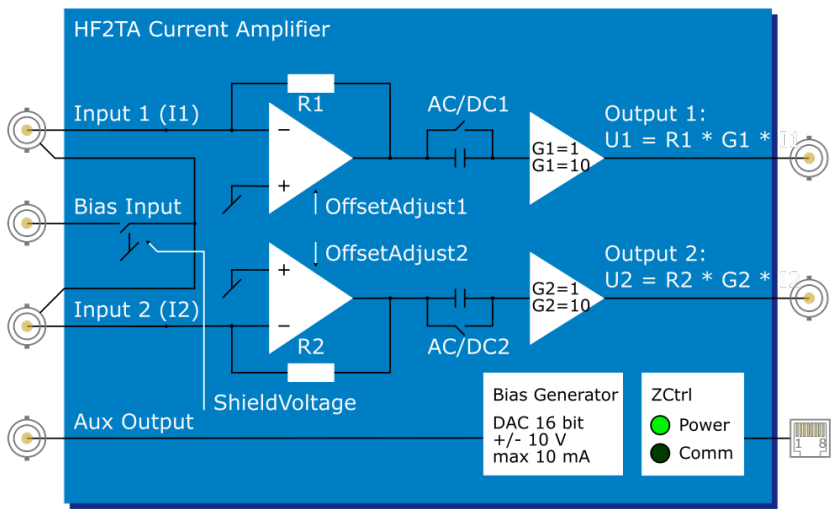 HF2TA Current Amplifier
Input 1 (I1)
R1
AC/DC1
Output 1:
U1 = R1 * G1 * I1
−
+
G1=1
G1=10
Bias Input
OffsetAdjust1
OffsetAdjust2
Output 2:
U2 = R2 * G2 * I2
+
−
G2=1
G2=10
Input 2 (I2)
R2
AC/DC2
ShieldVoltage
Aux Output
Bias Generator
DAC 16 bit
+/- 10 V
max 10 mA
ZCtrl
Power
Comm
1 8